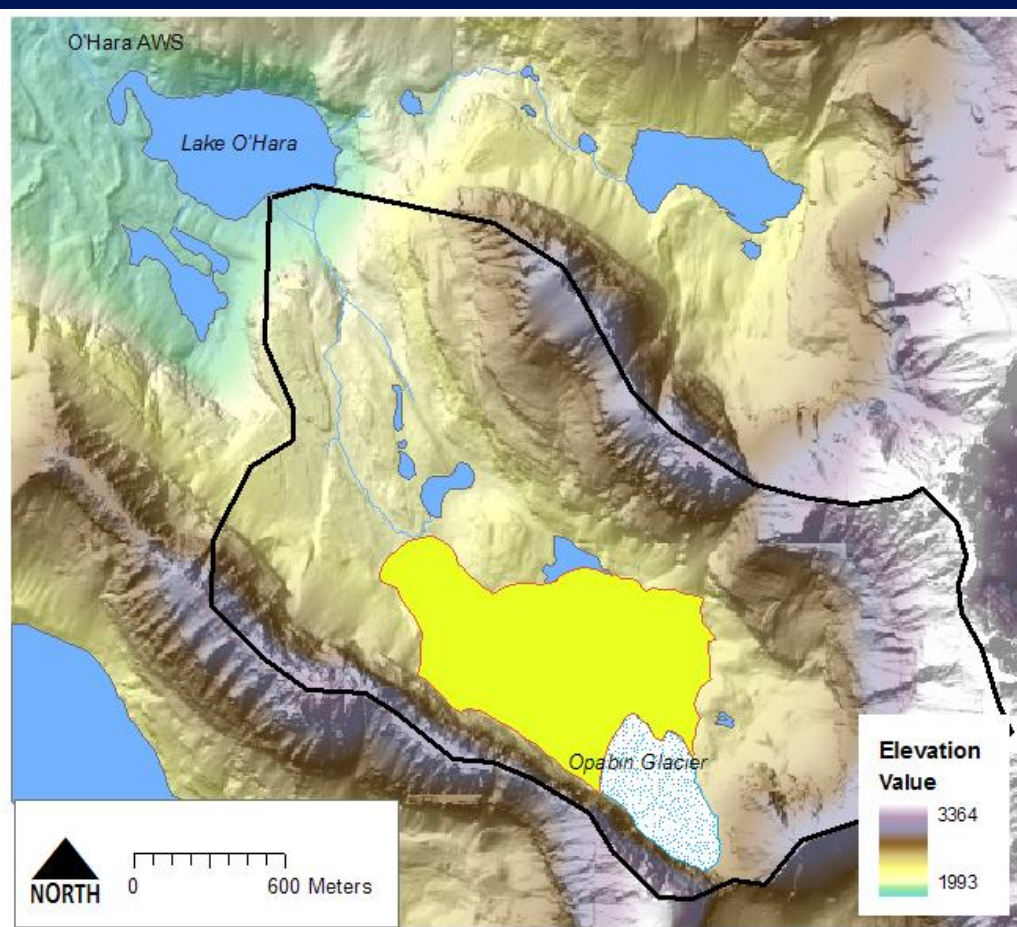 O'Hara AWS
Lake O'Hara
Opabin Glacier
Elevation
Value
3364
1993
NORTH
0 600 Meters